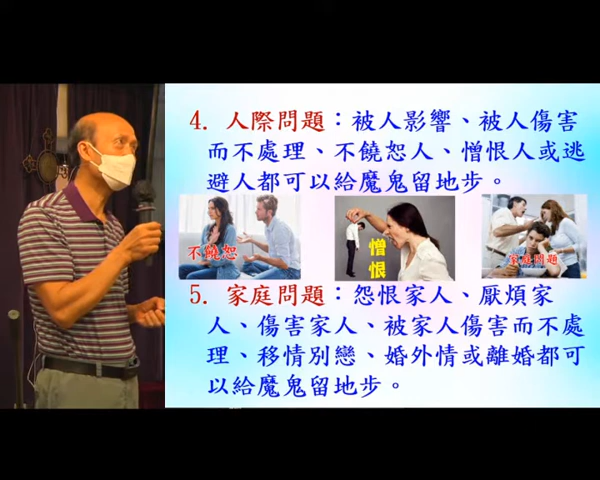 4. 人際問題：被人影響、被人傷害
而不處理、不饒恕人、憎恨人或逃
避人都可以給魔鬼留地步。
不饒恕
憎
恨
家庭問題
5. 家庭問題：怨恨家人、厭煩家
人、傷害家人、被家人傷害而不處
理、移情別戀、婚外情或離婚都可
以給魔鬼留地步。